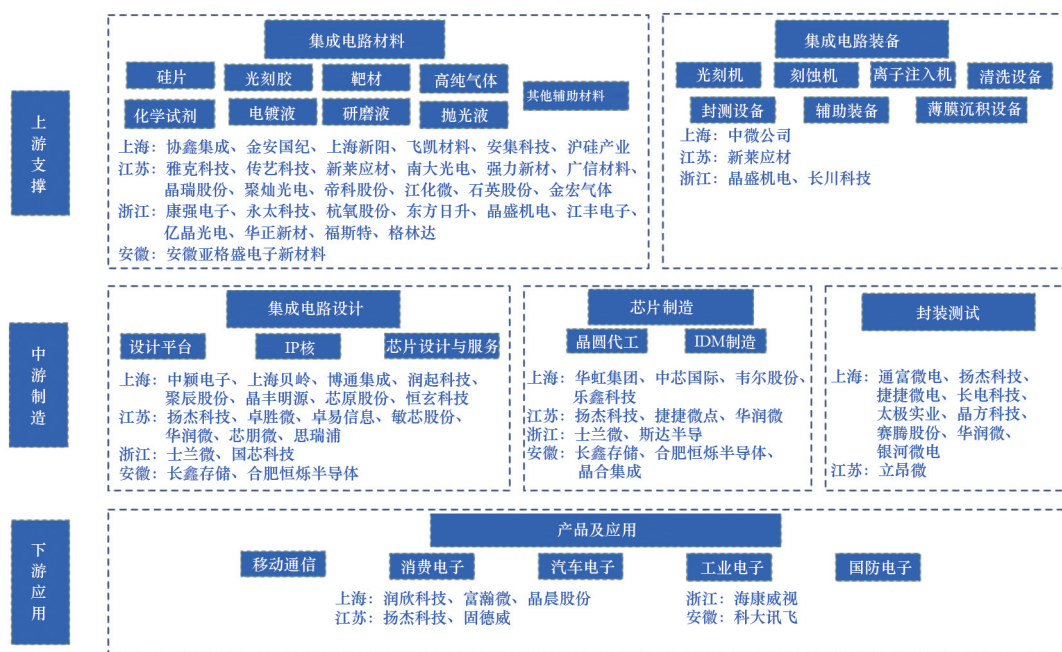 上游支撑
集成电路材料
硅片 光刻胶 靶材 高纯气体 其他辅助材料
化学试剂 电镀液 研磨液 抛光液
上海：协鑫集成、金安国纪、上海新阳、飞凯材料、安集科技、沪硅产业
江苏：雅克科技、传艺科技、新莱应材、南大光电、强力新材、广信材料、
晶瑞股份、聚灿光电、帝科股份、江化微、石英股份、金宏气体
浙江：康强电子、永太科技、杭氧股份、东方日升、晶盛机电、江丰电子、
亿晶光电、华正新材、福斯特、格林达
安徽：安徽亚格盛电子新材料
集成电路装备
光刻机 刻蚀机 离子注入机 清洗设备
封测设备 辅助装备 薄膜沉积设备
上海：中微公司
江苏：新莱应材
浙江：晶盛机电、长川科技
中游制造
集成电路设计
设计平台 IP核 芯片设计与服务
上海：中颖电子、上海贝岭、博通集成、润起科技、
聚辰股份、晶丰明源、芯原股份、恒玄科技
江苏：扬杰科技、卓胜微、卓易信息、敏芯股份、
华润微、芯朋微、思瑞浦
浙江：士兰微、国芯科技
安徽：长鑫存储、合肥恒烁半导体
芯片制造
晶圆代工 IDM制造
上海：华虹集团、中芯国际、韦尔股份、
乐鑫科技
江苏：扬杰科技、捷捷微点、华润微
浙江：士兰微、斯达半导
安徽：长鑫存储、合肥恒烁半导体、
晶合集成
封装测试
上海：通富微电、扬杰科技、
捷捷微电、长电科技、
太极实业、晶方科技、
赛腾股份、华润微、
银河微电
江苏：立昂微
下游应用
产品及应用
移动通信 消费电子 汽车电子 工业电子 国防电子
上海：润欣科技、富瀚微、晶晨股份
江苏：扬杰科技、固德威
浙江：海康威视
安徽：科大讯飞